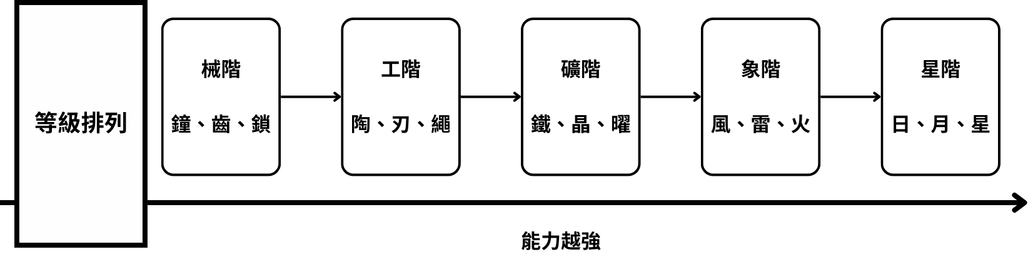 等級排列
械階
鐘、齒、鎖
工階
陶、刃、繩
礦階
鐵、晶、曜
象階
風、雷、火
星階
日、月、星
能力越強